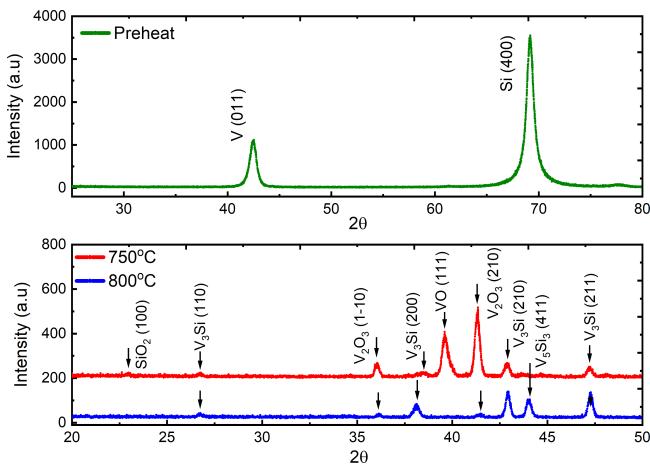 Preheat
Intensity (a.u)
4000
3000
2000
1000
0
V (011)
Si (400)
30
40
50
60
70
80
2θ
750°C
800°C
Intensity (a.u)
800
600
400
200
0
SiO₂ (100)
V₃Si (110)
V₂O₃ (1-10)
V₃Si (200)
VO (111)
V₂O₃ (210)
V₃Si (210)
V₅Si₃ (411)
V₃Si (211)
20
25
30
35
40
45
50
2θ